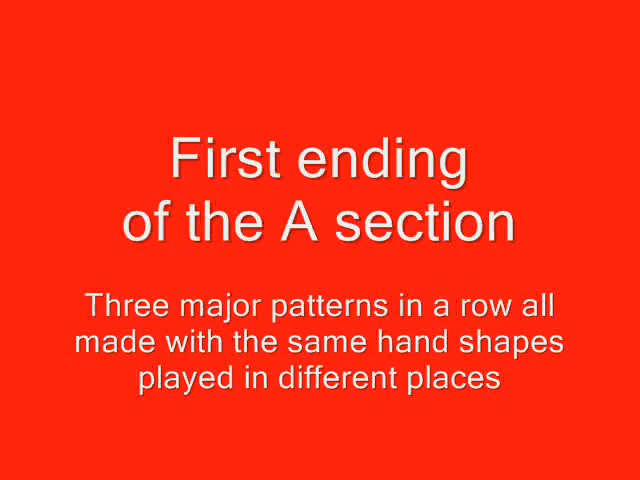 First ending
of the A section
Three major patterns in a row all
made with the same hand shapes
played in different places